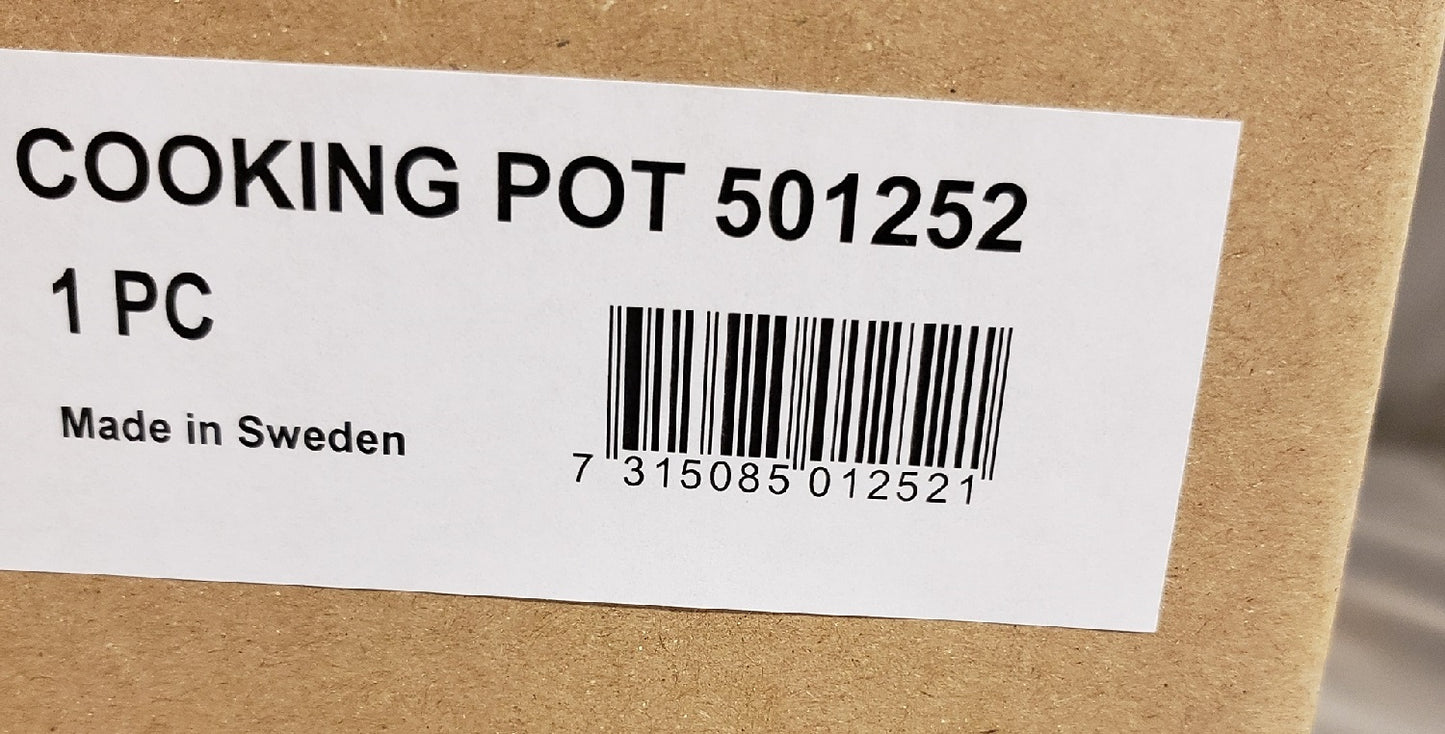 COOKING POT 501252
1 PC
Made in Sweden
7 315085 012521